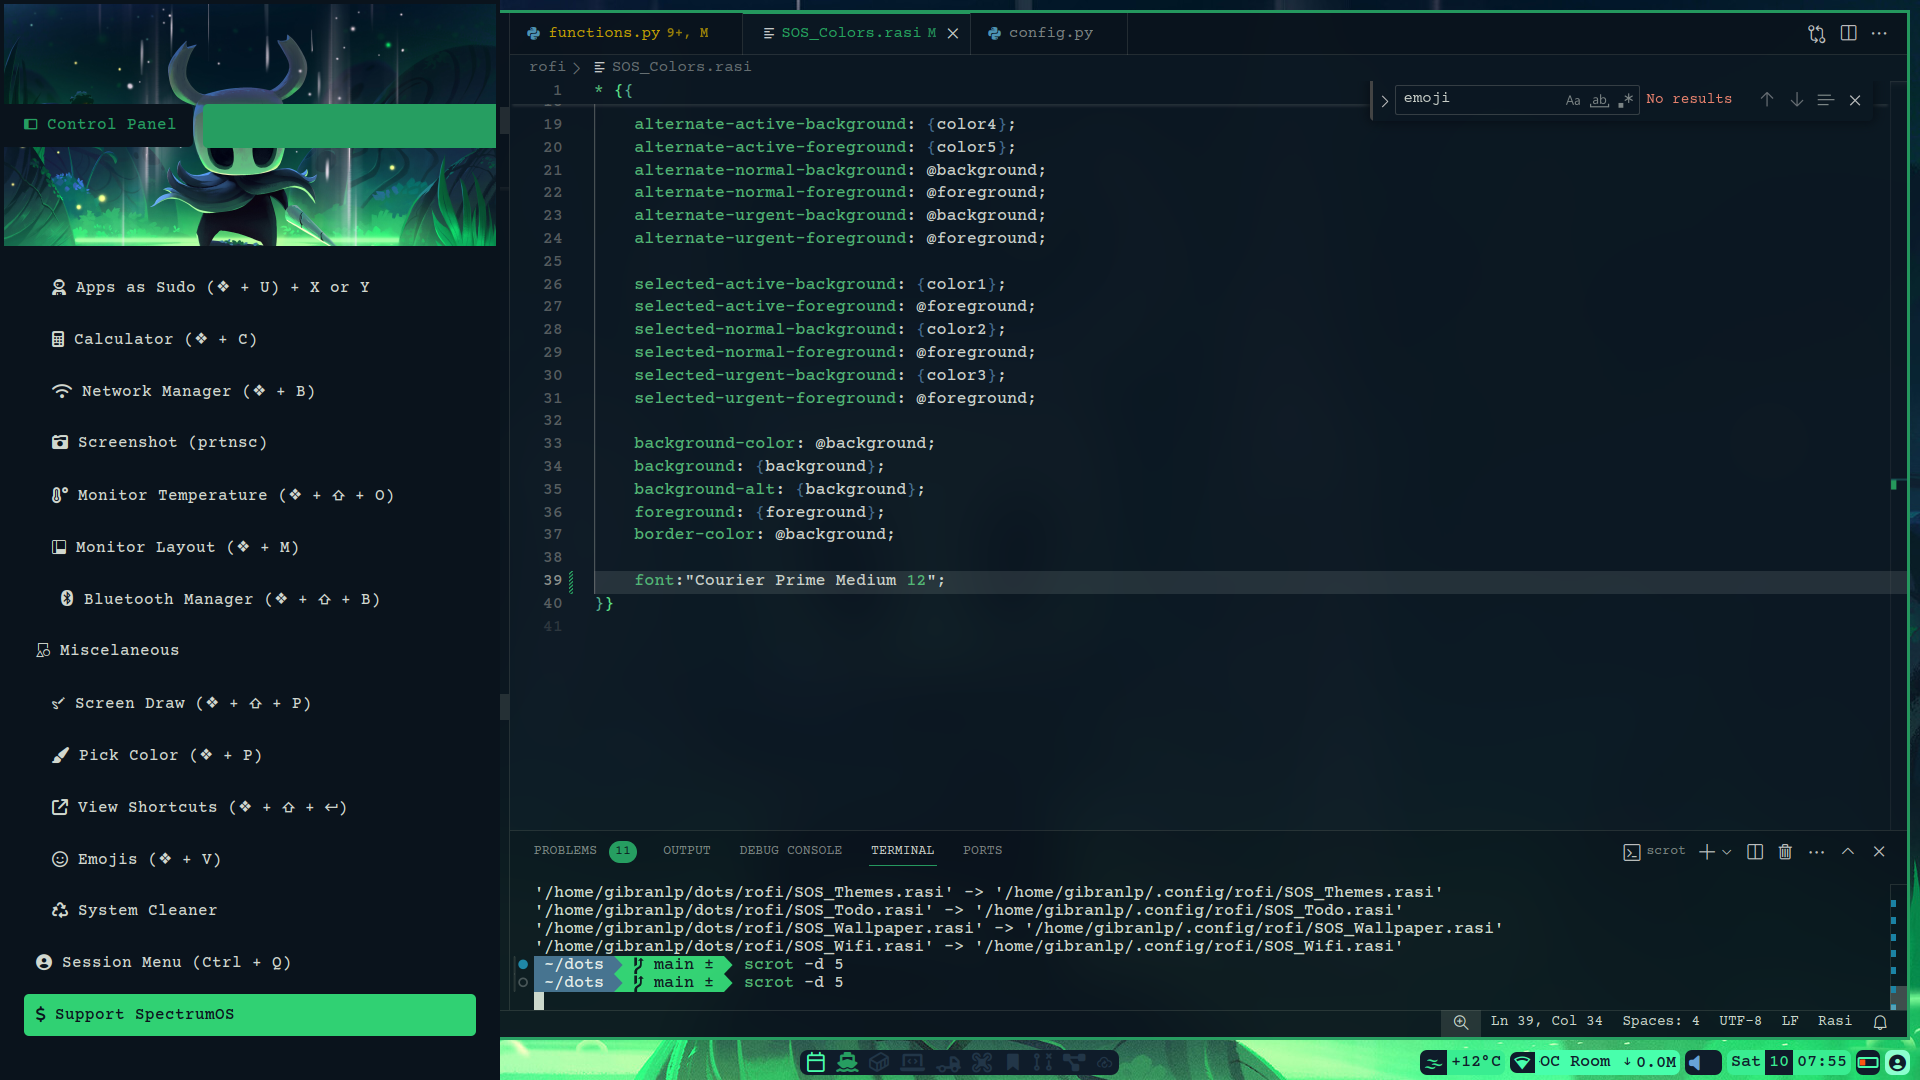 Control Panel
Apps as Sudo (❖ + U) + X or Y
Calculator (❖ + C)
Network Manager (❖ + B)
Screenshot (prtnsc)
Monitor Temperature (❖ + ⇧ + O)
Monitor Layout (❖ + M)
Bluetooth Manager (❖ + ⇧ + B)
Miscelaneous
Screen Draw (❖ + ⇧ + P)
Pick Color (❖ + P)
View Shortcuts (❖ + ⇧ + ↩)
Emojis (❖ + V)
System Cleaner
Session Menu (Ctrl + Q)
$ Support SpectrumOS
functions.py 9+, M
SOS_Colors.rasi M
config.py
rofi > SOS_Colors.rasi
emoji Aa ab .* No results
1 * {{
19 alternate-active-background: {color4};
20 alternate-active-foreground: {color5};
21 alternate-normal-background: @background;
22 alternate-normal-foreground: @foreground;
23 alternate-urgent-background: @background;
24 alternate-urgent-foreground: @foreground;
25
26 selected-active-background: {color1};
27 selected-active-foreground: @foreground;
28 selected-normal-background: {color2};
29 selected-normal-foreground: @foreground;
30 selected-urgent-background: {color3};
31 selected-urgent-foreground: @foreground;
32
33 background-color: @background;
34 background: {background};
35 background-alt: {background};
36 foreground: {foreground};
37 border-color: @background;
38
39 font:"Courier Prime Medium 12";
40 }}
41
PROBLEMS 11 OUTPUT DEBUG CONSOLE TERMINAL PORTS
scrot
'/home/gibranlp/dots/rofi/SOS_Themes.rasi' -> '/home/gibranlp/.config/rofi/SOS_Themes.rasi'
'/home/gibranlp/dots/rofi/SOS_Todo.rasi' -> '/home/gibranlp/.config/rofi/SOS_Todo.rasi'
'/home/gibranlp/dots/rofi/SOS_Wallpaper.rasi' -> '/home/gibranlp/.config/rofi/SOS_Wallpaper.rasi'
'/home/gibranlp/dots/rofi/SOS_Wifi.rasi' -> '/home/gibranlp/.config/rofi/SOS_Wifi.rasi'
~/dots main ± scrot -d 5
~/dots main ± scrot -d 5
Ln 39, Col 34 Spaces: 4 UTF-8 LF Rasi
+12°C OC Room ↓0.0M Sat 10 07:55